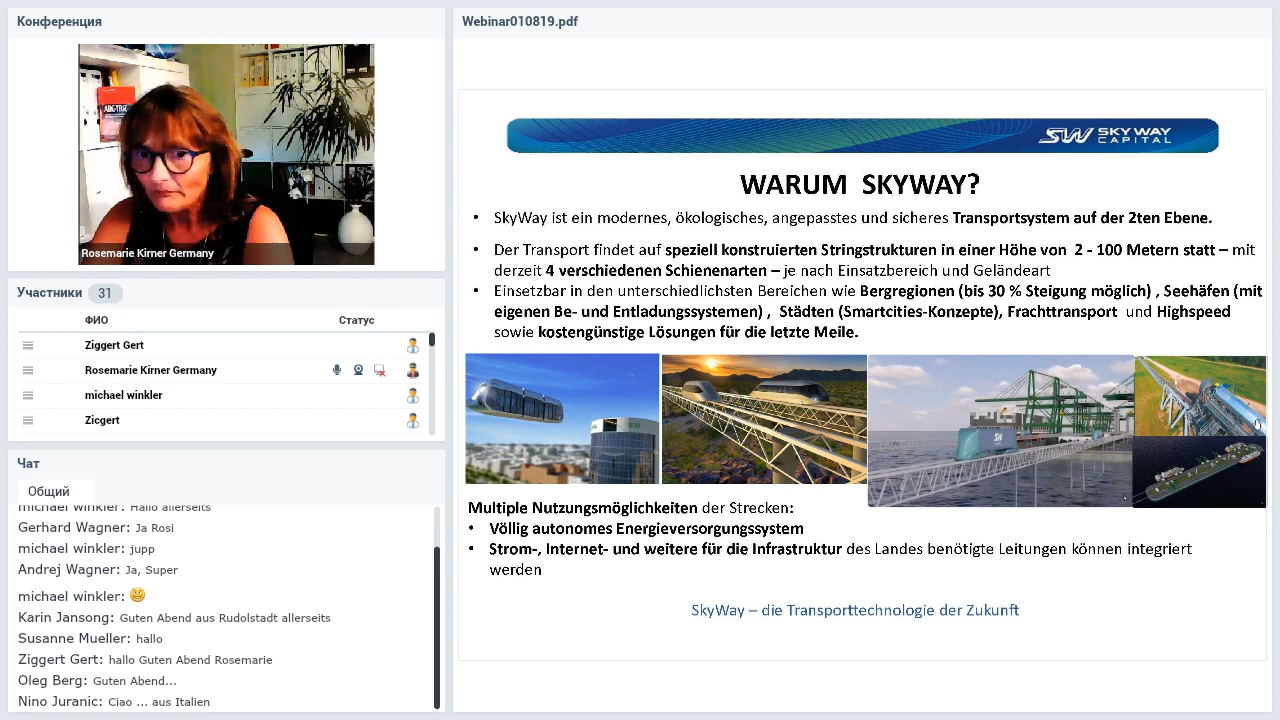 Конференция
Rosemarie Kirner Germany
Участники 31
ФИО Статус
Ziggert Gert
Rosemarie Kirner Germany
michael winkler
Zicgert
Чат
Общий
michael winkler: Hallo allerseits
Gerhard Wagner: Ja Rosi
michael winkler: jupp
Andrej Wagner: Ja, Super
michael winkler:
Karin Jansong: Guten Abend aus Rudolstadt allerseits
Susanne Mueller: hallo
Ziggert Gert: hallo Guten Abend Rosemarie
Oleg Berg: Guten Abend...
Nino Juranic: Ciao ... aus Italien
Webinar010819.pdf
SW SKY WAY CAPITAL
WARUM SKYWAY?
• SkyWay ist ein modernes, ökologisches, angepasstes und sicheres Transportsystem auf der 2ten Ebene.
• Der Transport findet auf speziell konstruierten Stringstrukturen in einer Höhe von 2 - 100 Metern statt – mit
derzeit 4 verschiedenen Schienenarten – je nach Einsatzbereich und Geländeart
• Einsetzbar in den unterschiedlichsten Bereichen wie Bergregionen (bis 30 % Steigung möglich) , Seehäfen (mit
eigenen Be- und Entladungssystemen) , Städten (Smartcities-Konzepte), Frachttransport und Highspeed
sowie kostengünstige Lösungen für die letzte Meile.
SW
Multiple Nutzungsmöglichkeiten der Strecken:
• Völlig autonomes Energieversorgungssystem
• Strom-, Internet- und weitere für die Infrastruktur des Landes benötigte Leitungen können integriert
werden
SkyWay – die Transporttechnologie der Zukunft